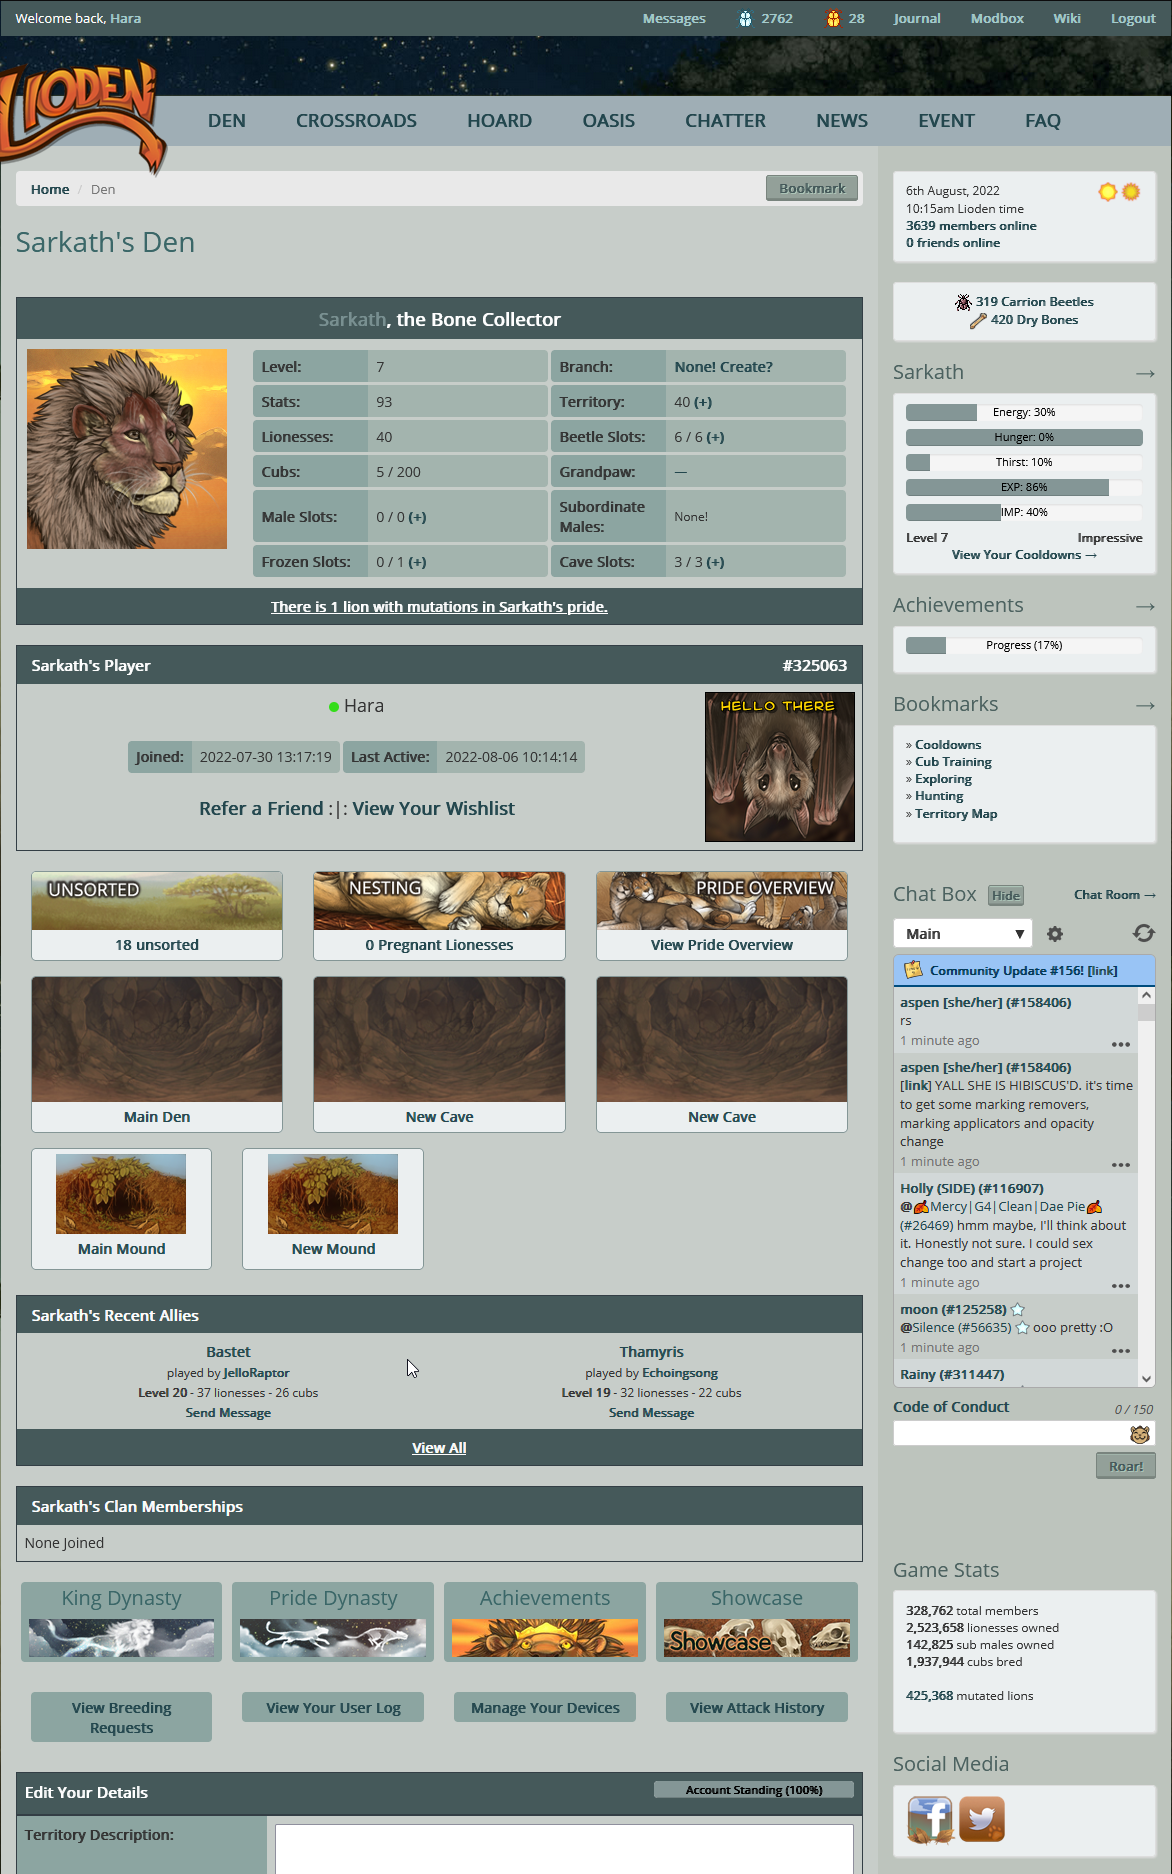 Welcome back, Hara
Messages
2762
28
Journal
Modbox
Wiki
Logout
LIODEN
DEN
CROSSROADS
HOARD
OASIS
CHATTER
NEWS
EVENT
FAQ
Home / Den
Bookmark
Sarkath's Den
Sarkath, the Bone Collector
Level: 7
Branch: None! Create?
Stats: 93
Territory: 40 (+)
Lionesses: 40
Beetle Slots: 6 / 6 (+)
Cubs: 5 / 200
Grandpaw: —
Male Slots: 0 / 0 (+)
Subordinate
Males: None!
Frozen Slots: 0 / 1 (+)
Cave Slots: 3 / 3 (+)
There is 1 lion with mutations in Sarkath's pride.
Sarkath's Player
#325063
Hara
Joined: 2022-07-30 13:17:19
Last Active: 2022-08-06 10:14:14
Refer a Friend :|: View Your Wishlist
HELLO THERE
UNSORTED
18 unsorted
NESTING
0 Pregnant Lionesses
PRIDE OVERVIEW
View Pride Overview
Main Den
New Cave
New Cave
Main Mound
New Mound
Sarkath's Recent Allies
Bastet
played by JelloRaptor
Level 20 - 37 lionesses - 26 cubs
Send Message
Thamyris
played by Echoingsong
Level 19 - 32 lionesses - 22 cubs
Send Message
View All
Sarkath's Clan Memberships
None Joined
King Dynasty
Pride Dynasty
Achievements
Showcase
Showcase
View Breeding
Requests
View Your User Log
Manage Your Devices
View Attack History
Edit Your Details
Account Standing (100%)
Territory Description:
6th August, 2022
10:15am Lioden time
3639 members online
0 friends online
319 Carrion Beetles
420 Dry Bones
Sarkath →
Energy: 30%
Hunger: 0%
Thirst: 10%
EXP: 86%
IMP: 40%
Level 7
Impressive
View Your Cooldowns →
Achievements →
Progress (17%)
Bookmarks →
» Cooldowns
» Cub Training
» Exploring
» Hunting
» Territory Map
Chat Box
Hide
Chat Room →
Main ▼
Community Update #156! [link]
aspen [she/her] (#158406)
rs
1 minute ago
•••
aspen [she/her] (#158406)
[link] YALL SHE IS HIBISCUS'D. it's time
to get some marking removers,
marking applicators and opacity
change
1 minute ago
•••
Holly (SIDE) (#116907)
@🍂Mercy|G4|Clean|Dae Pie🍂
(#26469) hmm maybe, I'll think about
it. Honestly not sure. I could sex
change too and start a project
1 minute ago
•••
moon (#125258)
@Silence (#56635) ooo pretty :O
1 minute ago
•••
Rainy (#311447)
Code of Conduct
0 / 150
Roar!
Game Stats
328,762 total members
2,523,658 lionesses owned
142,825 sub males owned
1,937,944 cubs bred
425,368 mutated lions
Social Media